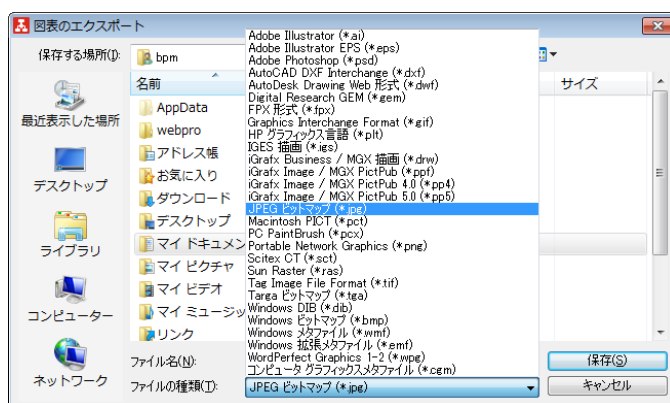 図表のエクスポート
保存する場所(I):
bpm
最近表示した場所
デスクトップ
ライブラリ
コンピューター
ネットワーク
名前
サイズ
AppData
webpro
アドレス帳
お気に入り
ダウンロード
デスクトップ
マイ ドキュメン
マイ ピクチャ
マイ ビデオ
マイ ミュージッ
リンク
Adobe Illustrator (*.ai)
Adobe Illustrator EPS (*.eps)
Adobe Photoshop (*.psd)
AutoCAD DXF Interchange (*.dxf)
AutoDesk Drawing Web 形式 (*.dwf)
Digital Research GEM (*.gem)
FPX 形式 (*.fpx)
Graphics Interchange Format (*.gif)
HP グラフィックス言語 (*.plt)
IGES 描画 (*.igs)
iGrafx Business / MGX 描画 (*.drw)
iGrafx Image / MGX PictPub (*.ppf)
iGrafx Image / MGX PictPub 4.0 (*.pp4)
iGrafx Image / MGX PictPub 5.0 (*.pp5)
JPEG ビットマップ (*.jpg)
Macintosh PICT (*.pct)
PC PaintBrush (*.pcx)
Portable Network Graphics (*.png)
Scitex CT (*.sct)
Sun Raster (*.ras)
Tag Image File Format (*.tif)
Targa ビットマップ (*.tga)
Windows DIB (*.dib)
Windows ビットマップ (*.bmp)
Windows メタファイル (*.wmf)
Windows 拡張メタファイル (*.emf)
WordPerfect Graphics 1-2 (*.wpg)
コンピュータ グラフィックスメタファイル (*.cgm)
ファイル名(N):
保存(S)
ファイルの種類(T):
JPEG ビットマップ (*.jpg)
キャンセル